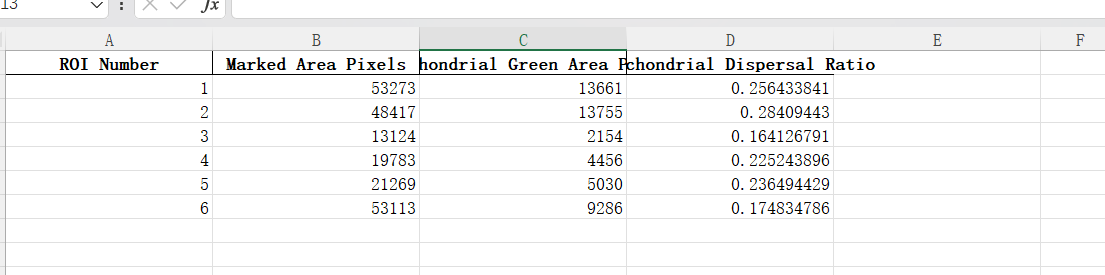 13 fx
A B C D E F
ROI Number Marked Area Pixels hondrial Green Area P chondrial Dispersal Ratio
1 53273 13661 0.256433841
2 48417 13755 0.28409443
3 13124 2154 0.164126791
4 19783 4456 0.225243896
5 21269 5030 0.236494429
6 53113 9286 0.174834786